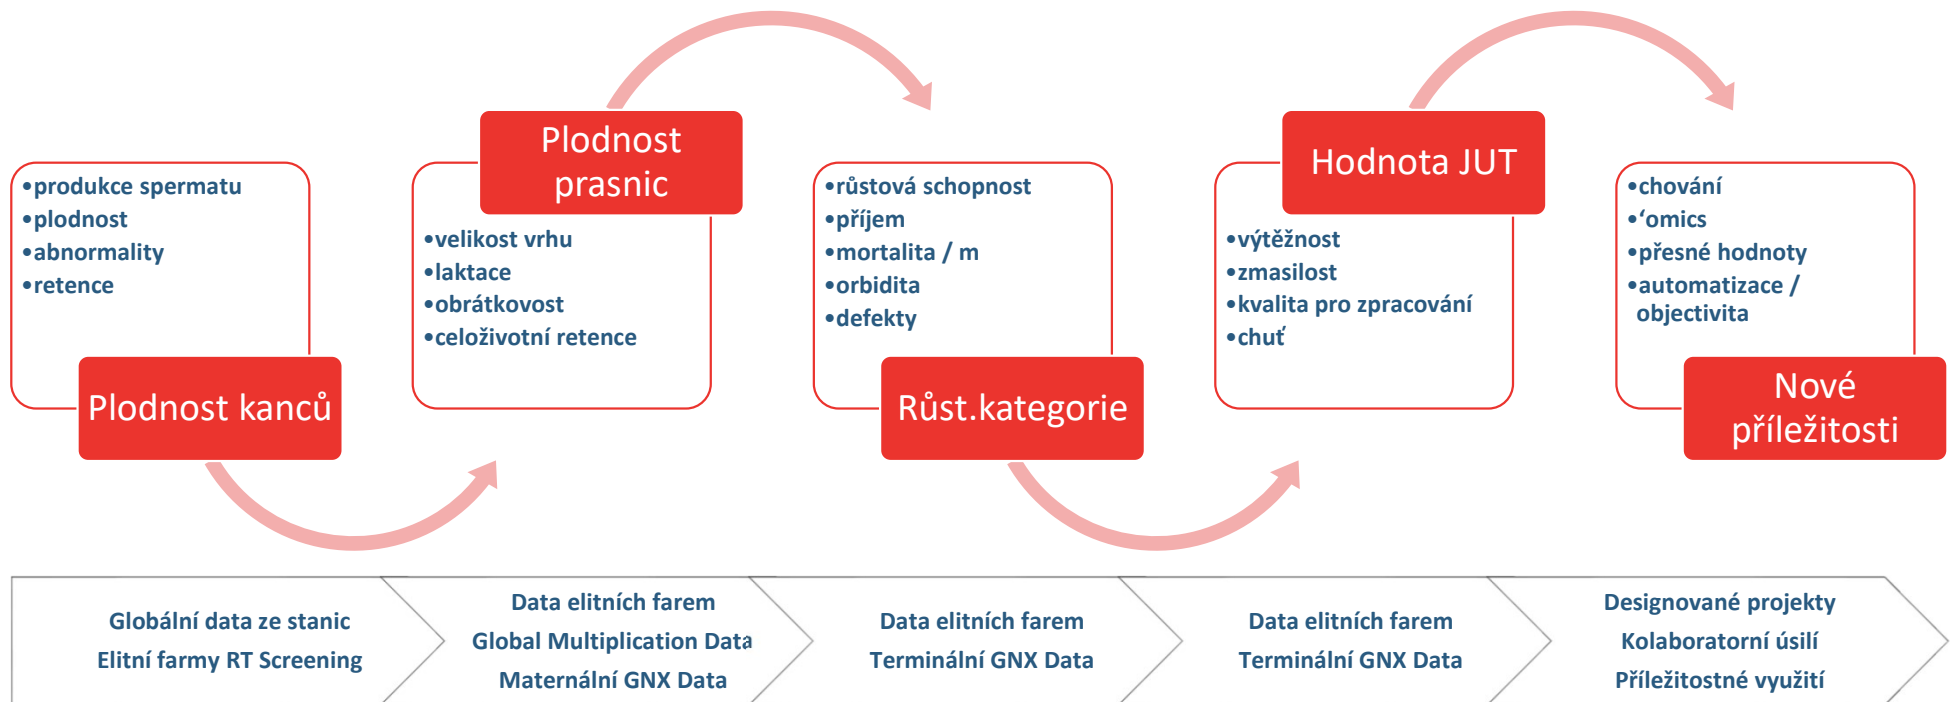 •produkce spermatu
•plodnost
•abnormality
•retence
Plodnost kanců
Plodnost
prasnic
•velikost vrhu
•laktace
•obrátkovost
•celoživotní retence
•růstová schopnost
•příjem
•mortalita / m
•orbidita
•defekty
Růst.kategorie
Hodnota JUT
•výtěžnost
•zmasilost
•kvalita pro zpracování
•chuť
•chování
•‘omics
•přesné hodnoty
•automatizace /
objectivita
Nové
příležitosti
Globální data ze stanic
Elitní farmy RT Screening
Data elitních farem
Global Multiplication Data
Maternální GNX Data
Data elitních farem
Terminální GNX Data
Data elitních farem
Terminální GNX Data
Designované projekty
Kolaboratorní úsilí
Příležitostné využití